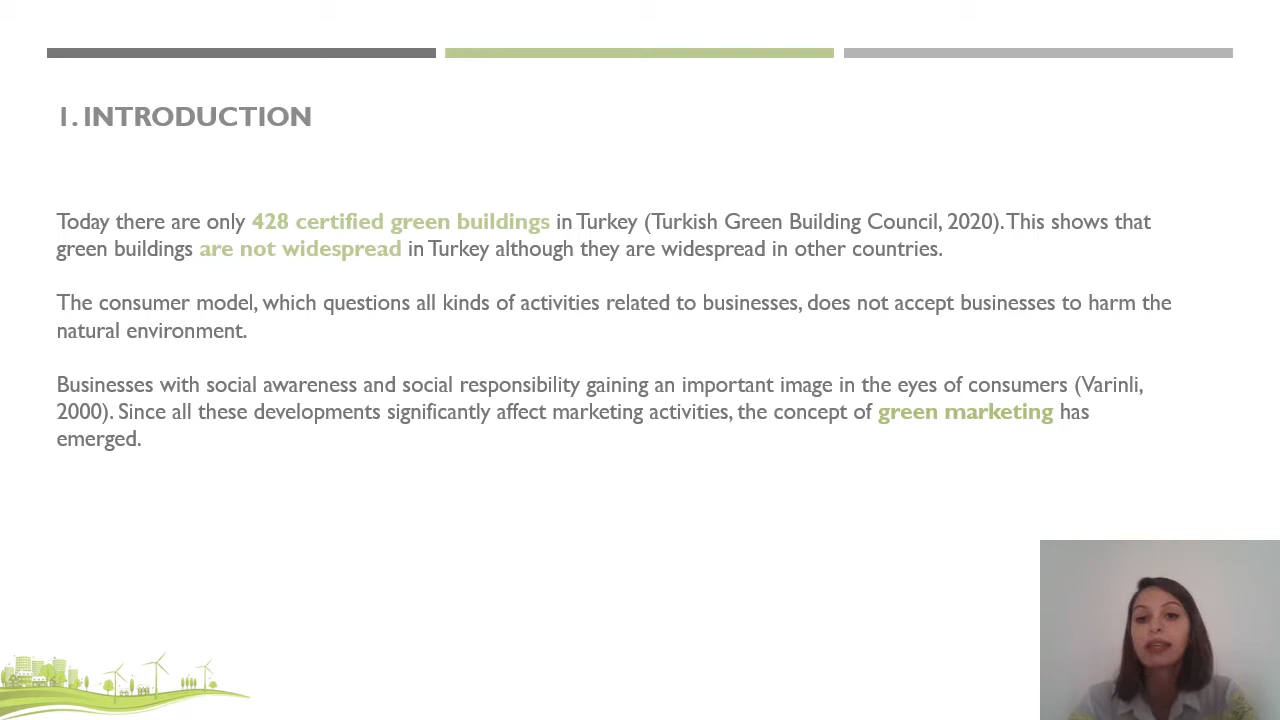 1. INTRODUCTION
Today there are only 428 certified green buildings in Turkey (Turkish Green Building Council, 2020). This shows that
green buildings are not widespread in Turkey although they are widespread in other countries.
The consumer model, which questions all kinds of activities related to businesses, does not accept businesses to harm the
natural environment.
Businesses with social awareness and social responsibility gaining an important image in the eyes of consumers (Varinli,
2000). Since all these developments significantly affect marketing activities, the concept of green marketing has
emerged.